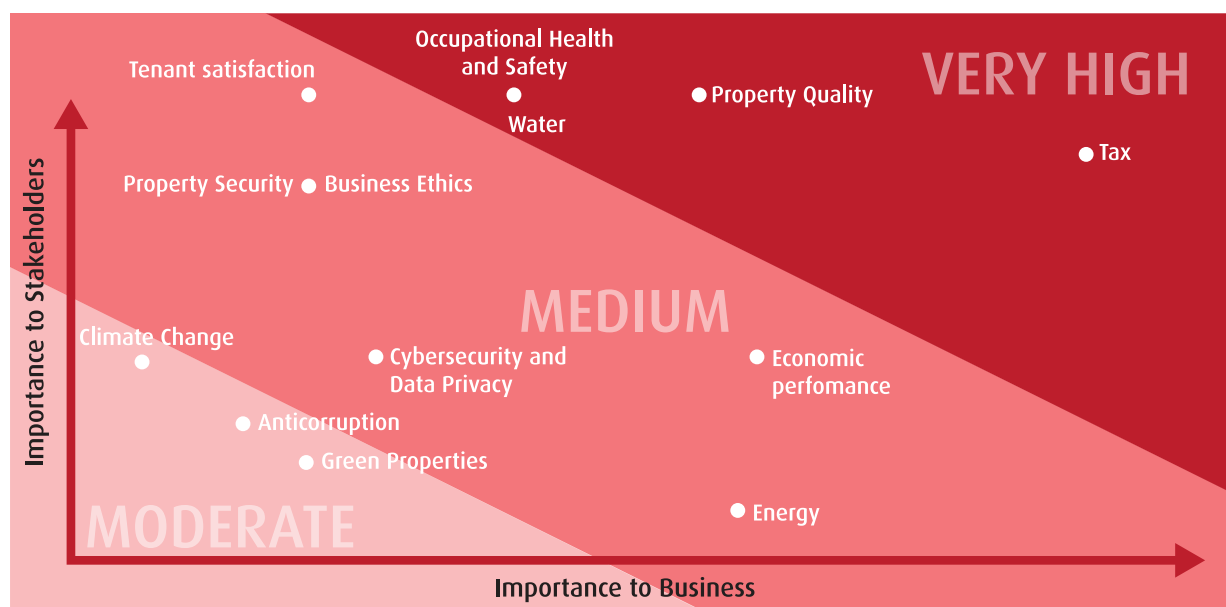 Occupational Health
and Safety
VERY HIGH
Tenant satisfaction
Property Quality
Water
Tax
Property Security
Business Ethics
Importance to Stakeholders
MEDIUM
Climate Change
Cybersecurity and
Data Privacy
Economic
perfomance
Anticorruption
Green Properties
MODERATE
Energy
Importance to Business